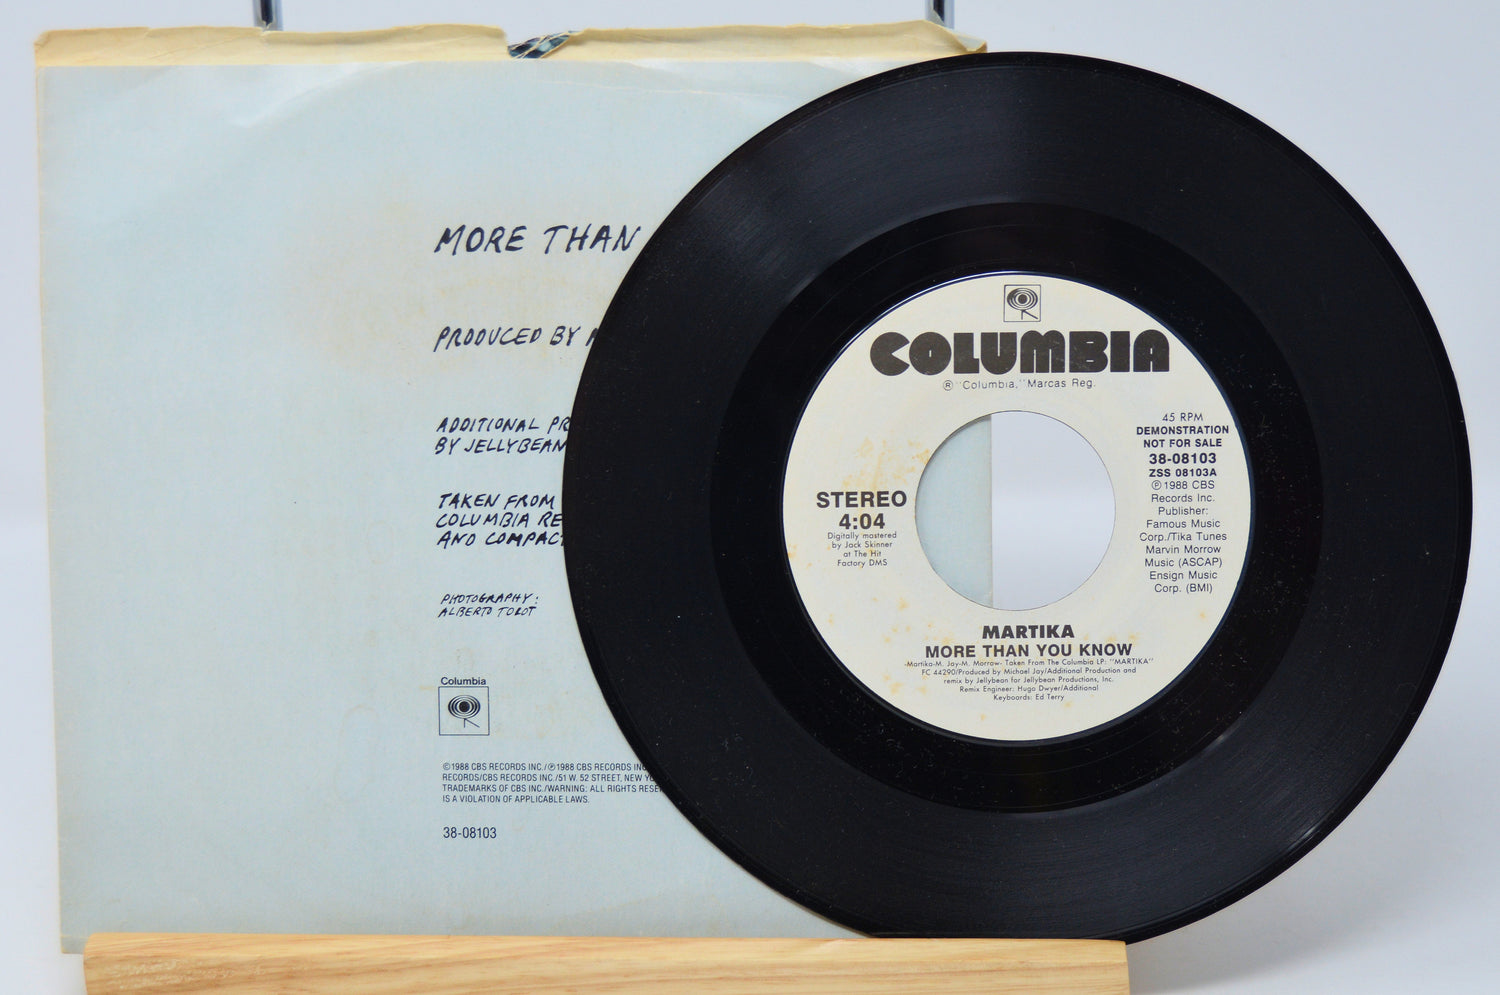 MORE THAN
PRODUCED BY
ADDITIONAL
BY JELLYBEAN
TAKEN FROM
COLUMBIA
AND COMPACT
PHOTOGRAPHY:
ALBERTO TOLOT
Columbia
©1988 CBS RECORDS INC./℗1988 CBS RECORDS
RECORDS/CBS RECORDS INC./51 W. 52 STREET, NEW
TRADEMARKS OF CBS INC./WARNING: ALL RIGHTS
IS A VIOLATION OF APPLICABLE LAWS.
38-08103
COLUMBIA
® "Columbia," Marcas Reg.
45 RPM
DEMONSTRATION
NOT FOR SALE
38-08103
ZSS 08103A
℗1988 CBS
Records Inc.
Publisher:
Famous Music
Corp./Tika Tunes
Marvin Morrow
Music (ASCAP)
Ensign Music
Corp. (BMI)
STEREO
4:04
Digitally mastered
by Jack Skinner
at The Hit
Factory DMS
MARTIKA
MORE THAN YOU KNOW
-Martika-M. Jay-M. Morrow- Taken From The Columbia LP: "MARTIKA"
FC 44290/Produced by Michael Jay/Additional Production and
remix by Jellybean for Jellybean Productions, Inc.
Remix Engineer: Hugo Dwyer/Additional
Keyboards: Ed Terry